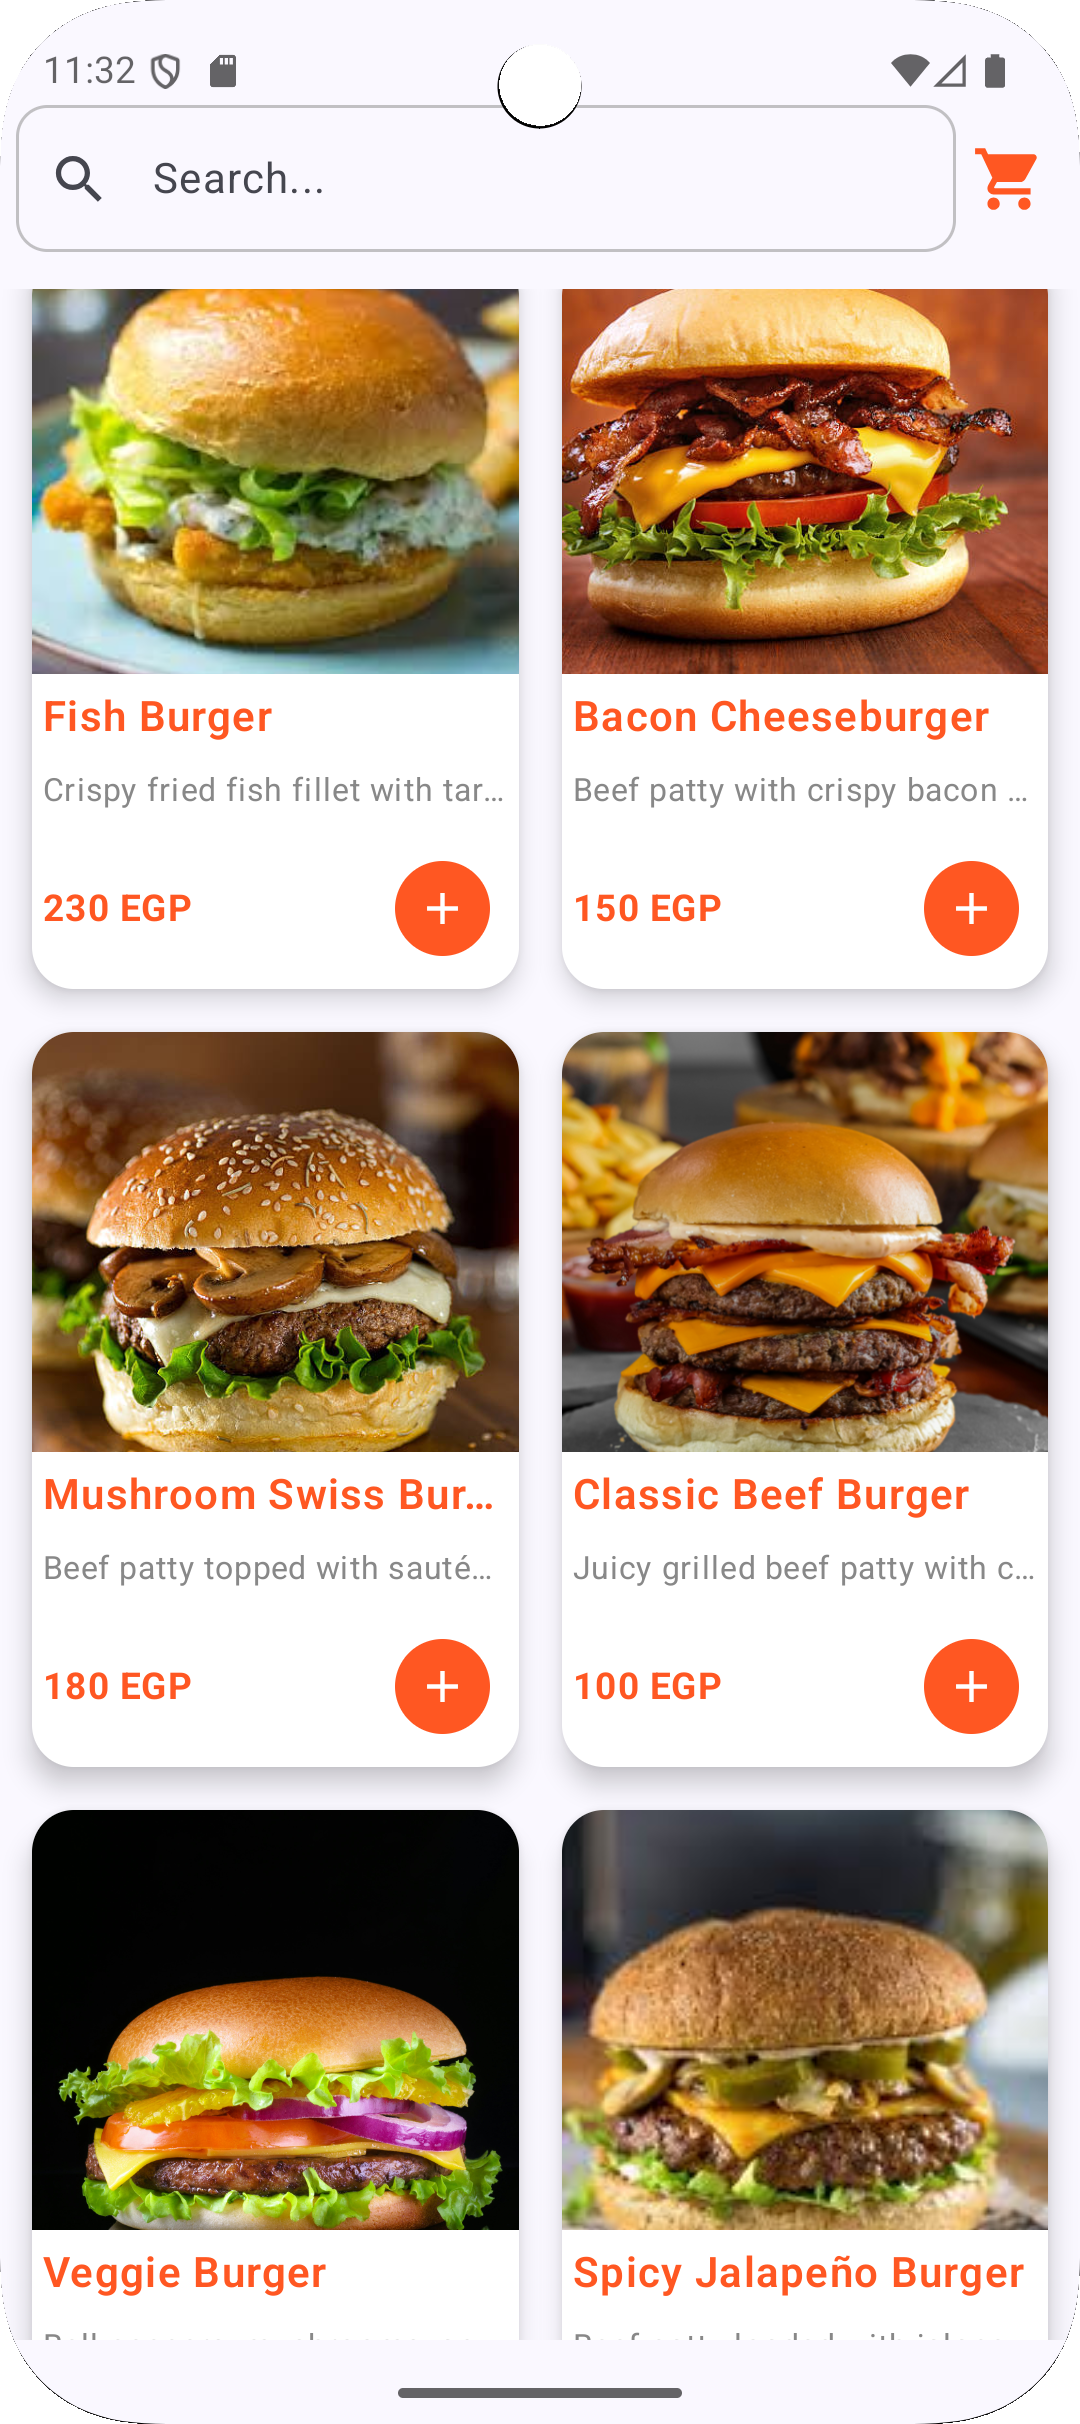 11:32
Search...
Fish Burger
Bacon Cheeseburger
Crispy fried fish fillet with tar...
Beef patty with crispy bacon ...
230 EGP
150 EGP
Mushroom Swiss Bur...
Classic Beef Burger
Beef patty topped with sauté...
Juicy grilled beef patty with c...
180 EGP
100 EGP
Veggie Burger
Spicy Jalapeño Burger